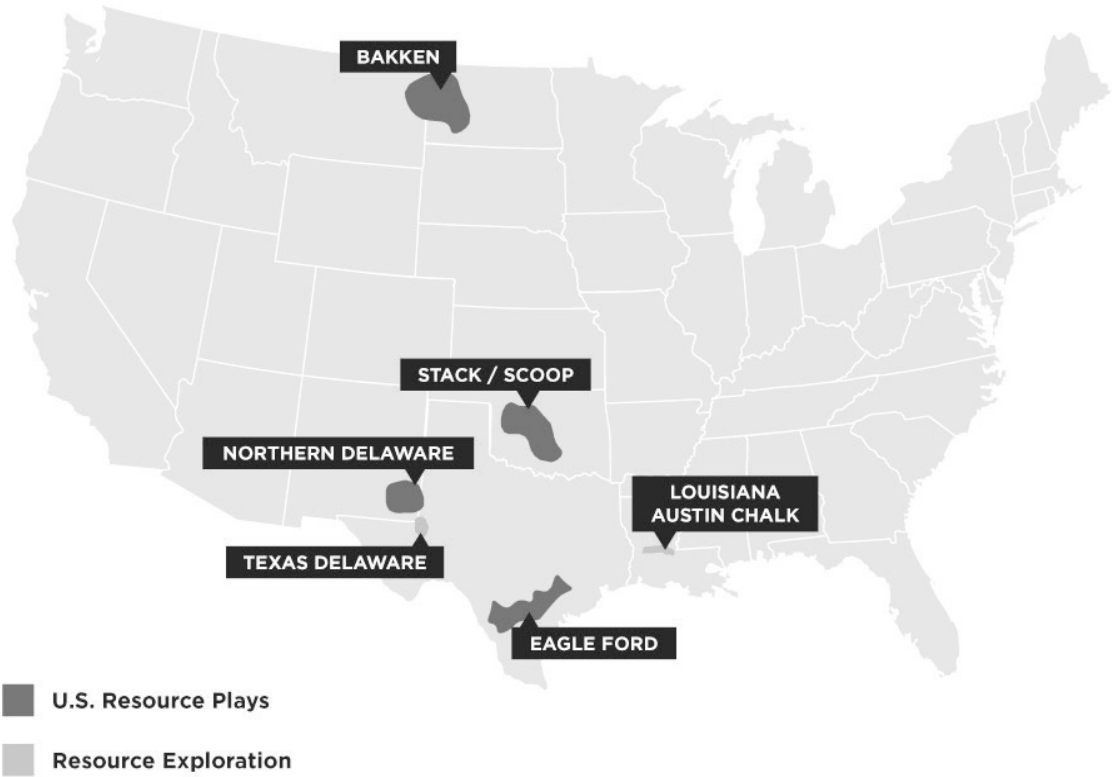 BAKKEN
STACK / SCOOP
NORTHERN DELAWARE
LOUISIANA
AUSTIN CHALK
TEXAS DELAWARE
EAGLE FORD
U.S. Resource Plays
Resource Exploration